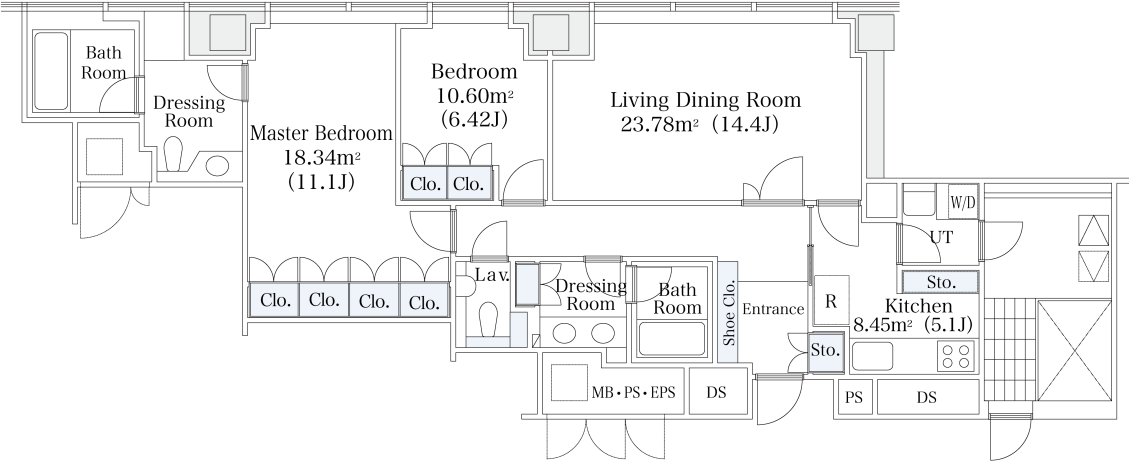 Bath
Room
Dressing
Room
Master Bedroom
18.34m²
(11.1J)
Bedroom
10.60m²
(6.42J)
Clo.
Clo.
Living Dining Room
23.78m² (14.4J)
W/D
UT
Sto.
Kitchen
8.45m² (5.1J)
R
Clo.
Clo.
Clo.
Clo.
Lav.
Dressing
Room
Bath
Room
Shoe Clo.
Entrance
Sto.
MB・PS・EPS
DS
PS
DS